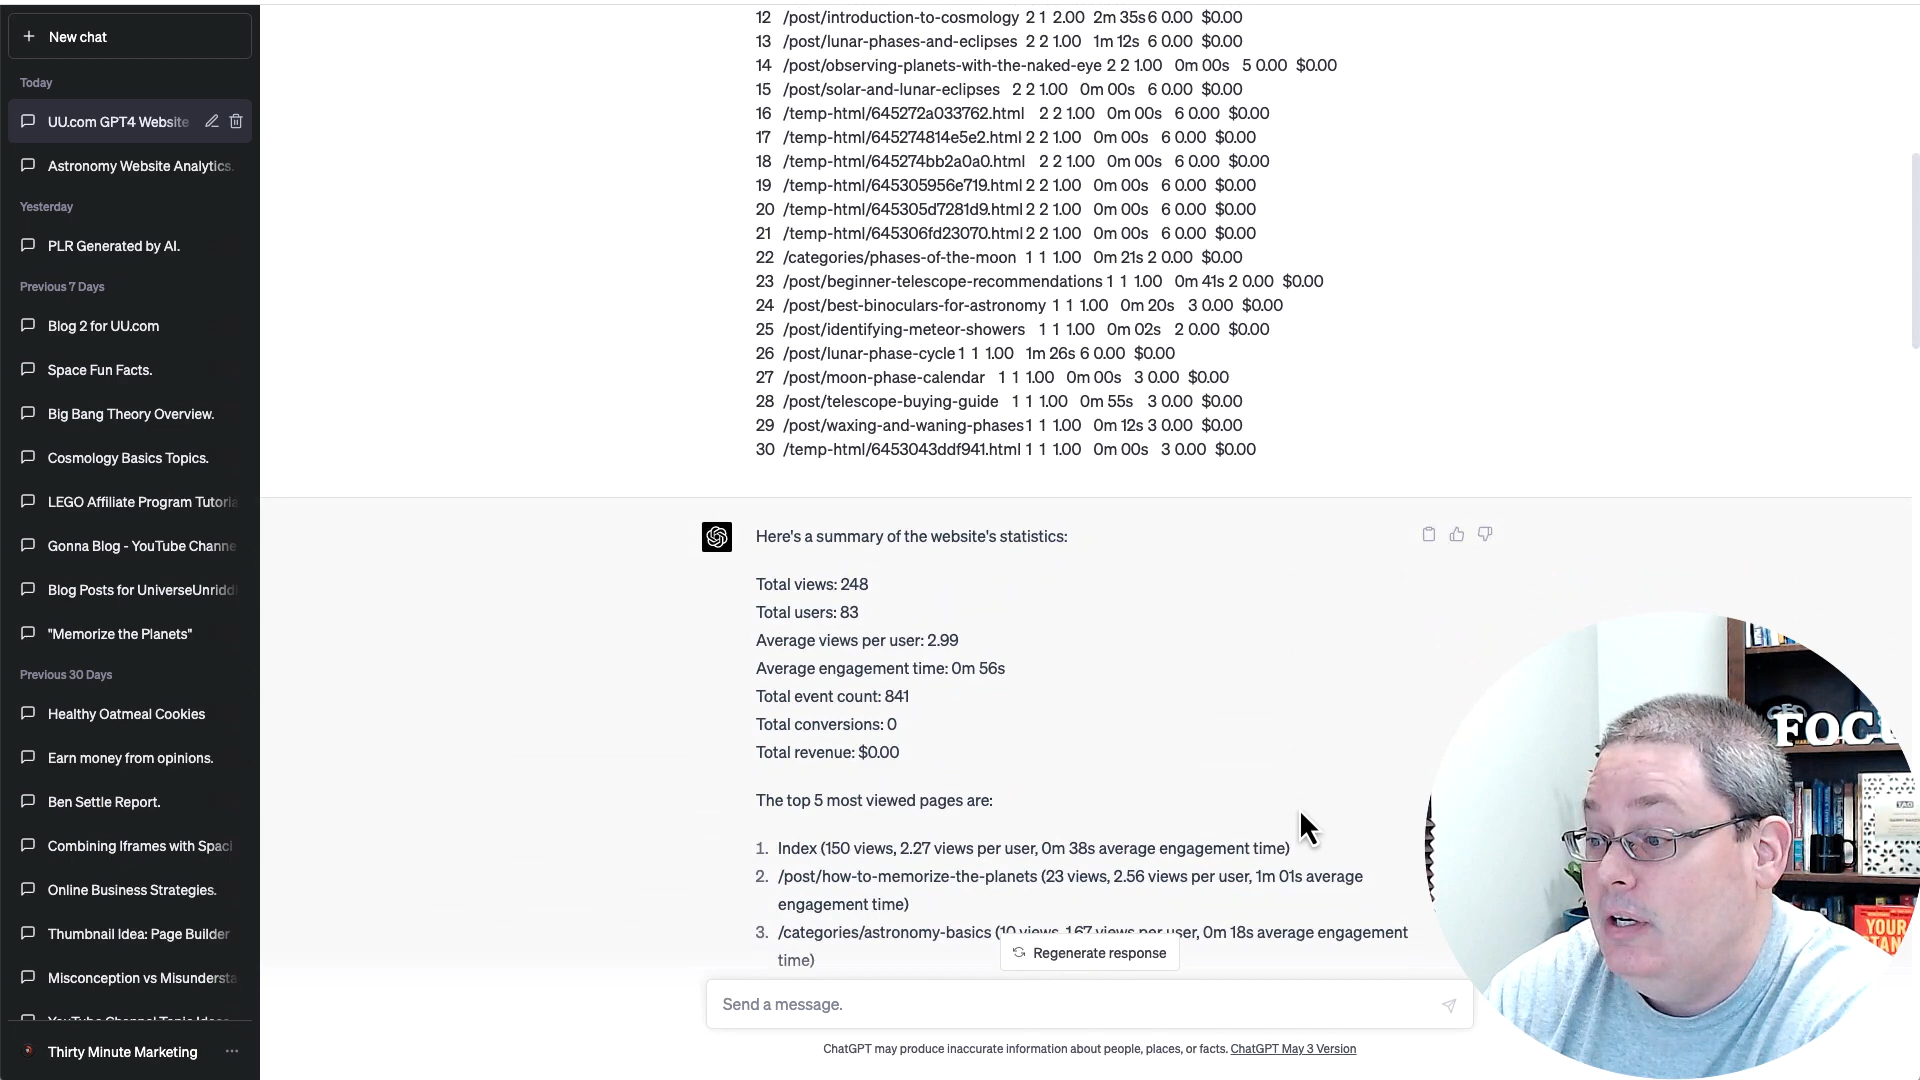 New chat
Today
UU.com GPT4 Website
Astronomy Website Analytics.
Yesterday
PLR Generated by AI.
Previous 7 Days
Blog 2 for UU.com
Space Fun Facts.
Big Bang Theory Overview.
Cosmology Basics Topics.
LEGO Affiliate Program Tutoria
Gonna Blog - YouTube Channe
Blog Posts for UniverseUnriddl
"Memorize the Planets"
Previous 30 Days
Healthy Oatmeal Cookies
Earn money from opinions.
Ben Settle Report.
Combining Iframes with Spaci
Online Business Strategies.
Thumbnail Idea: Page Builder
Misconception vs Misundersta
Thirty Minute Marketing
12 /post/introduction-to-cosmology 2 1 2.00 2m 35s 6 0.00 $0.00
13 /post/lunar-phases-and-eclipses 2 2 1.00 1m 12s 6 0.00 $0.00
14 /post/observing-planets-with-the-naked-eye 2 2 1.00 0m 00s 5 0.00 $0.00
15 /post/solar-and-lunar-eclipses 2 2 1.00 0m 00s 6 0.00 $0.00
16 /temp-html/645272a033762.html 2 2 1.00 0m 00s 6 0.00 $0.00
17 /temp-html/645274814e5e2.html 2 2 1.00 0m 00s 6 0.00 $0.00
18 /temp-html/645274bb2a0a0.html 2 2 1.00 0m 00s 6 0.00 $0.00
19 /temp-html/645305956e719.html 2 2 1.00 0m 00s 6 0.00 $0.00
20 /temp-html/645305d7281d9.html 2 2 1.00 0m 00s 6 0.00 $0.00
21 /temp-html/645306fd23070.html 2 2 1.00 0m 00s 6 0.00 $0.00
22 /categories/phases-of-the-moon 1 1 1.00 0m 21s 2 0.00 $0.00
23 /post/beginner-telescope-recommendations 1 1 1.00 0m 41s 2 0.00 $0.00
24 /post/best-binoculars-for-astronomy 1 1 1.00 0m 20s 3 0.00 $0.00
25 /post/identifying-meteor-showers 1 1 1.00 0m 02s 2 0.00 $0.00
26 /post/lunar-phase-cycle 1 1 1.00 1m 26s 6 0.00 $0.00
27 /post/moon-phase-calendar 1 1 1.00 0m 00s 3 0.00 $0.00
28 /post/telescope-buying-guide 1 1 1.00 0m 55s 3 0.00 $0.00
29 /post/waxing-and-waning-phases 1 1 1.00 0m 12s 3 0.00 $0.00
30 /temp-html/6453043ddf941.html 1 1 1.00 0m 00s 3 0.00 $0.00
Here's a summary of the website's statistics:
Total views: 248
Total users: 83
Average views per user: 2.99
Average engagement time: 0m 56s
Total event count: 841
Total conversions: 0
Total revenue: $0.00
The top 5 most viewed pages are:
1. Index (150 views, 2.27 views per user, 0m 38s average engagement time)
2. /post/how-to-memorize-the-planets (23 views, 2.56 views per user, 1m 01s average
engagement time)
3. /categories/astronomy-basics (10 views, 1.67 views per user, 0m 18s average engagement
time)
Regenerate response
Send a message.
ChatGPT may produce inaccurate information about people, places, or facts. ChatGPT May 3 Version
FOC
YOUR